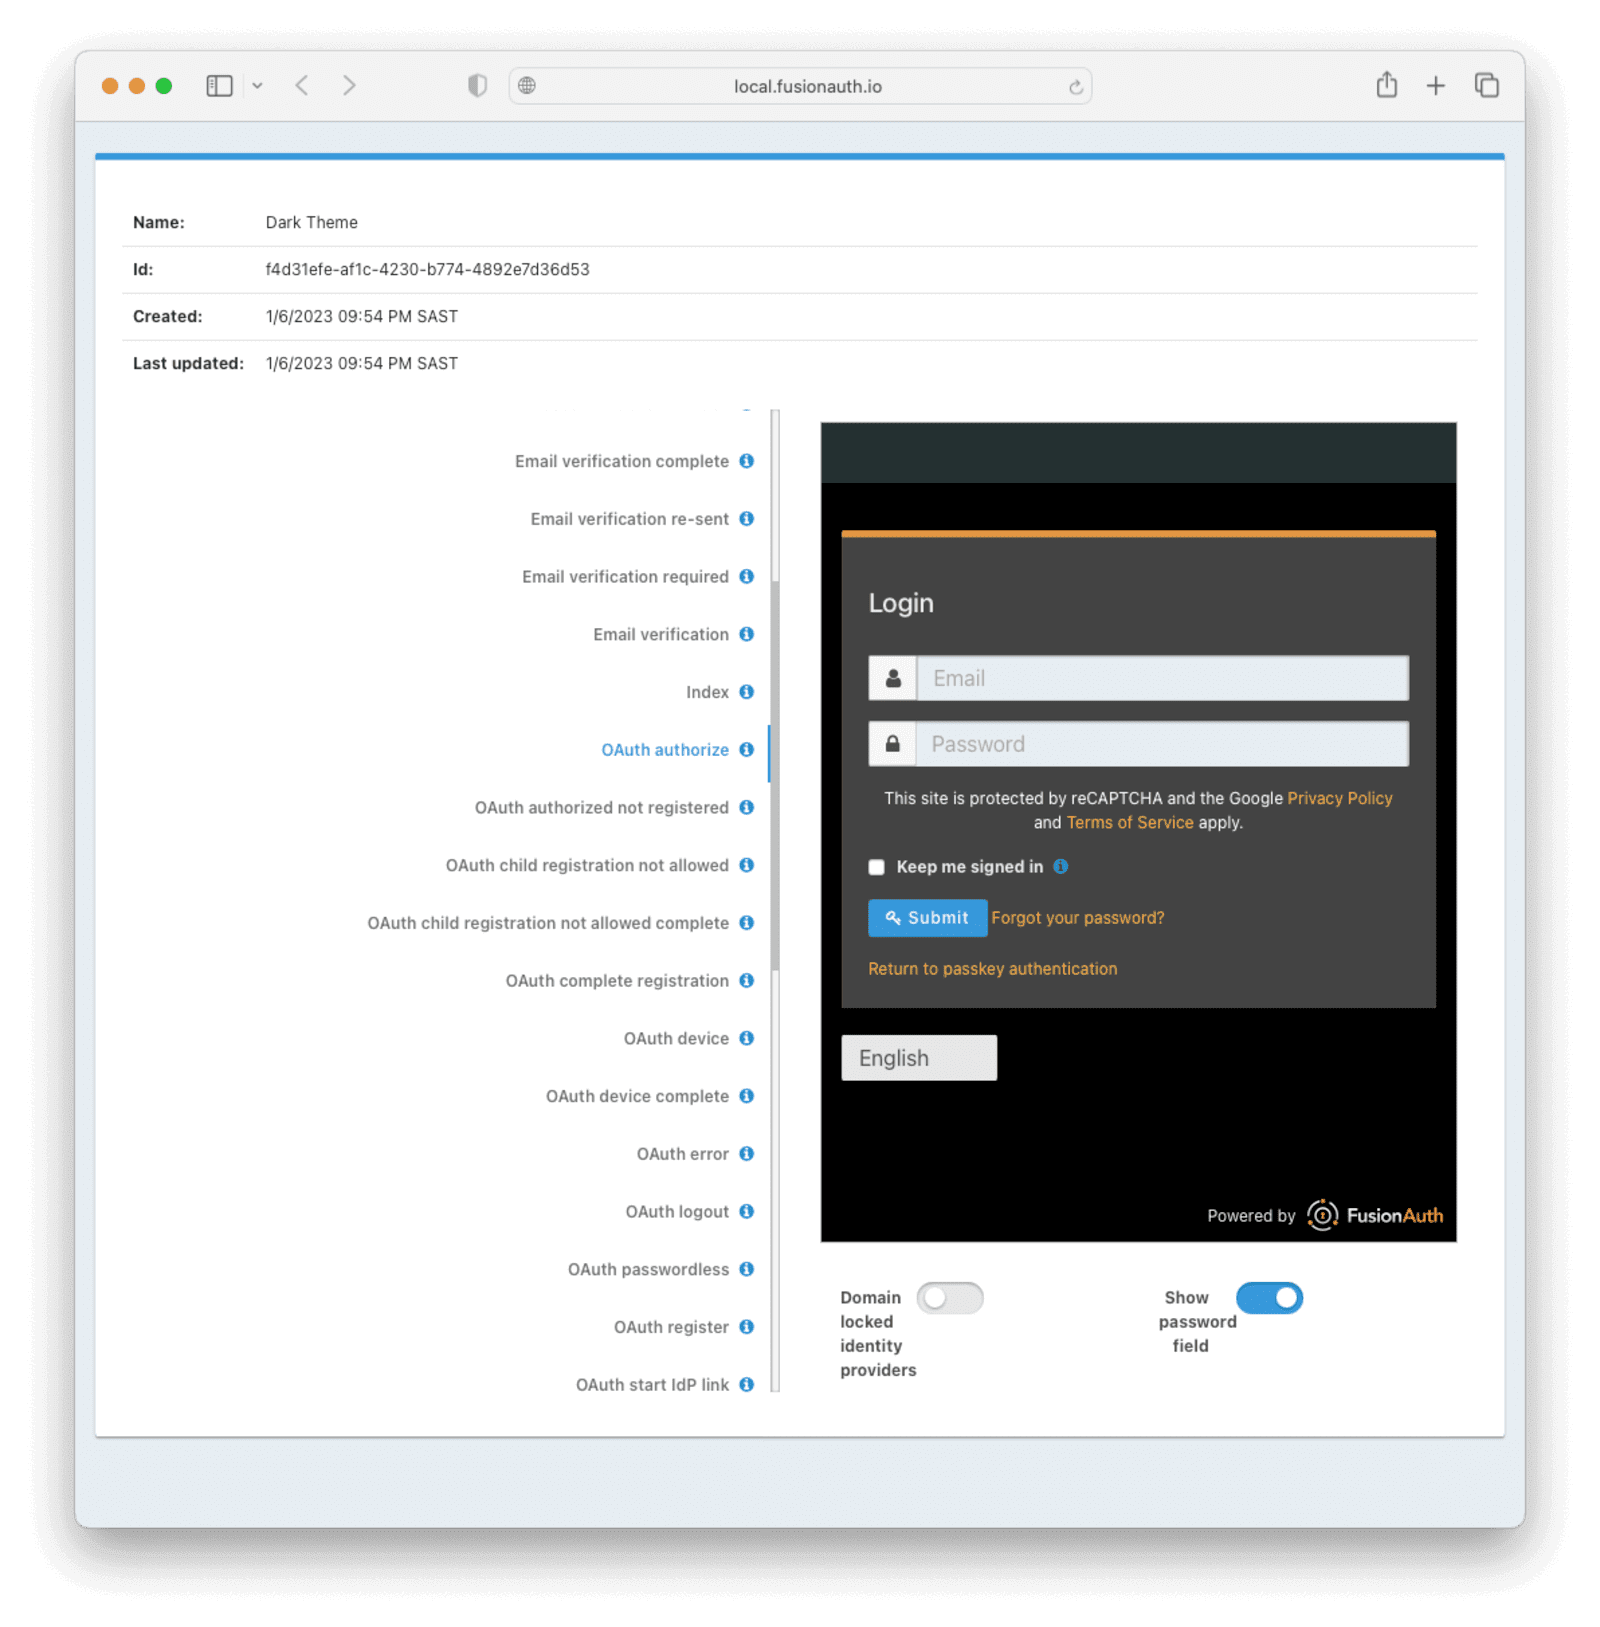 local.fusionauth.io
Name: Dark Theme
Id: f4d31efe-af1c-4230-b774-4892e7d36d53
Created: 1/6/2023 09:54 PM SAST
Last updated: 1/6/2023 09:54 PM SAST
Email verification complete
Email verification re-sent
Email verification required
Email verification
Index
OAuth authorize
OAuth authorized not registered
OAuth child registration not allowed
OAuth child registration not allowed complete
OAuth complete registration
OAuth device
OAuth device complete
OAuth error
OAuth logout
OAuth passwordless
OAuth register
OAuth start IdP link
Login
Email
Password
This site is protected by reCAPTCHA and the Google Privacy Policy
and Terms of Service apply.
Keep me signed in
Submit Forgot your password?
Return to passkey authentication
English
Powered by FusionAuth
Domain
locked
identity
providers
Show
password
field